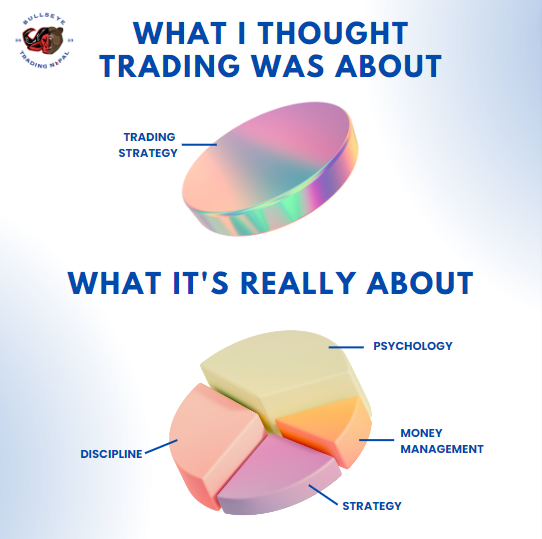 BULLSEYE
TRADING NEPAL
WHAT I THOUGHT
TRADING WAS ABOUT
TRADING
STRATEGY
WHAT IT'S REALLY ABOUT
PSYCHOLOGY
MONEY
MANAGEMENT
DISCIPLINE
STRATEGY